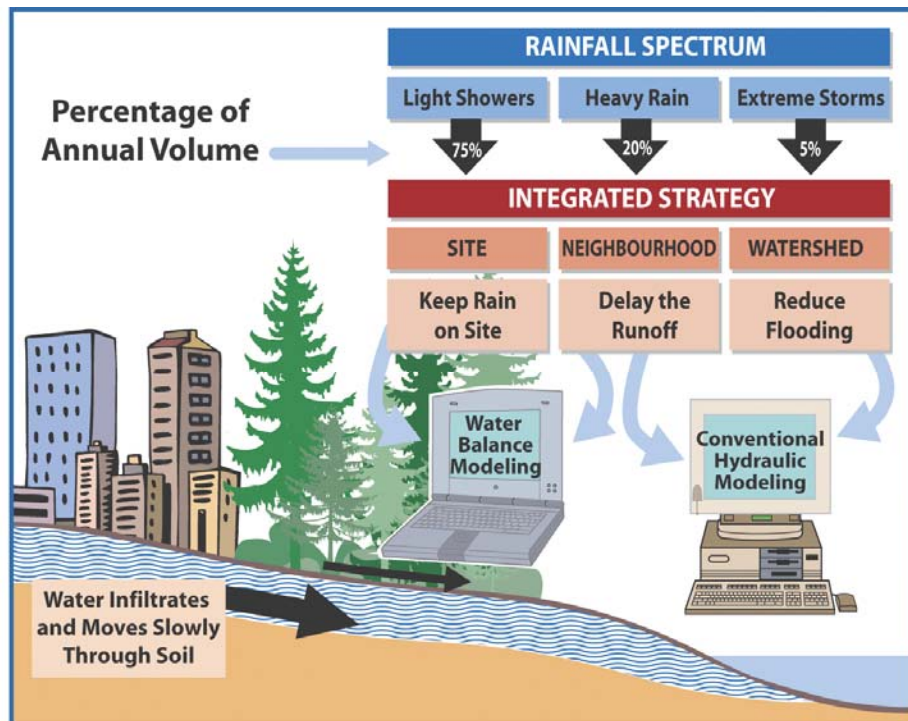 RAINFALL SPECTRUM
Percentage of
Annual Volume
Light Showers
Heavy Rain
Extreme Storms
75%
20%
5%
INTEGRATED STRATEGY
SITE
NEIGHBOURHOOD
WATERSHED
Keep Rain
on Site
Delay the
Runoff
Reduce
Flooding
Water
Balance
Modeling
Conventional
Hydraulic
Modeling
Water Infiltrates
and Moves Slowly
Through Soil